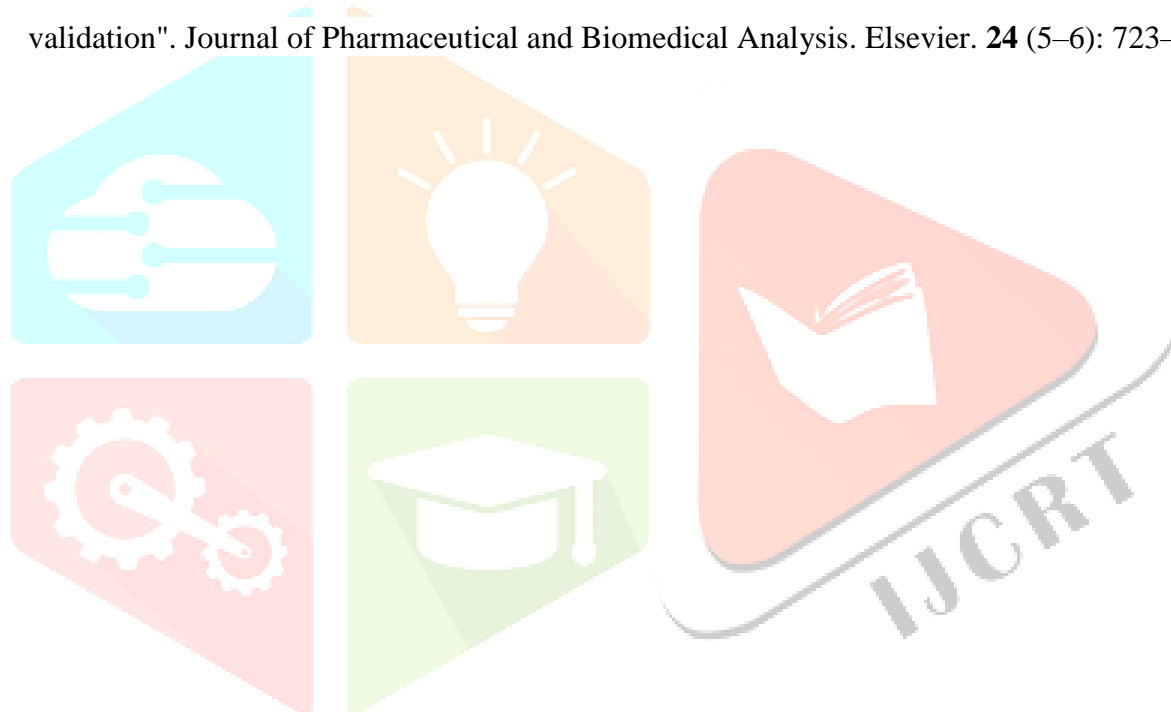 validation". Journal of Pharmaceutical and Biomedical Analysis. Elsevier. 24 (5–6): 723–
IJCRT